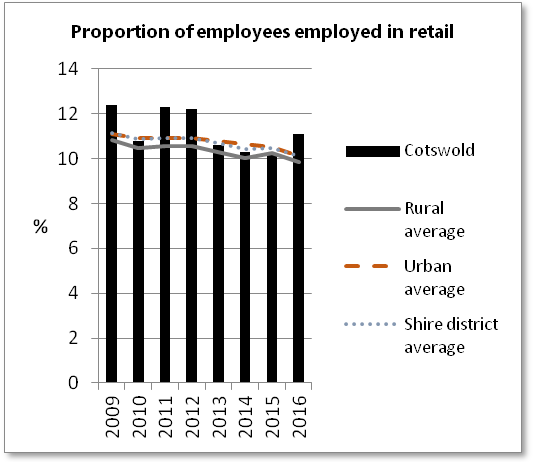 Proportion of employees employed in retail
14
12
10
8
6
4
2
0
%
2009
2010
2011
2012
2013
2014
2015
2016
Cotswold
Rural
average
Urban
average
Shire district
average